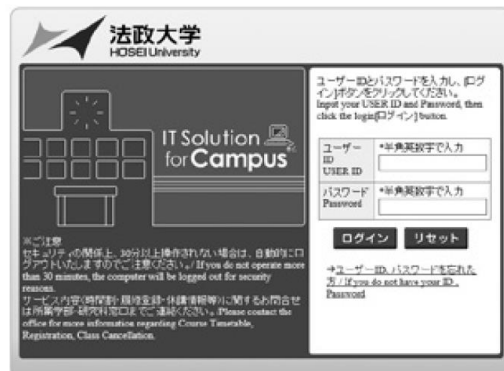 法政大学
HOSEI University
IT Solution
for Campus
※ご注意
セキュリティの関係上、30分以上操作されない場合は、自動的にロ
グアウトいたしますのでご注意ください。/ If you do not operate more
than 30 minutes, the computer will be logged out for security
reasons.
サービス内容(時間割・履修登録・休講情報等)に関するお問合せ
は所属学部・研究科窓口までご連絡ください。/Please contact the
office for more information regarding Course Timetable,
Registration, Class Cancellation.
ユーザーIDとパスワードを入力し、[ログ
イン]ボタンをクリックしてください。
Input your USER ID and Password, then
click the login[ログイン] button.
ユーザー
ID
USER ID
*半角英数字で入力
パスワード
Password
*半角英数字で入力
ログイン リセット
→ユーザーID、パスワードを忘れた
方 / If you do not have your ID ,
Password